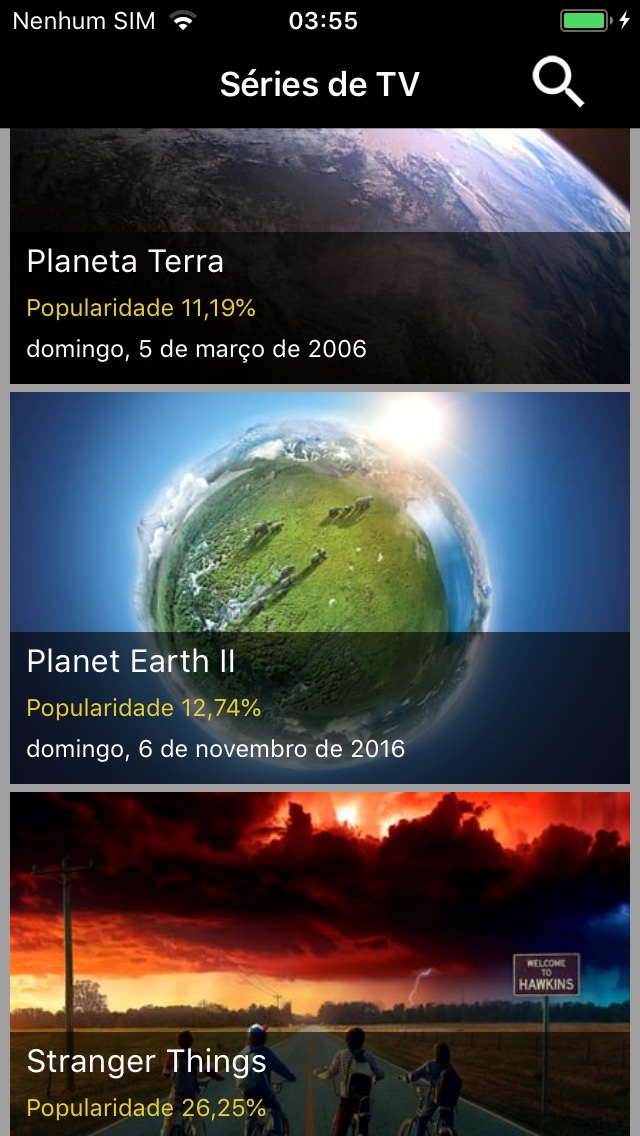 Nenhum SIM 03:55
Séries de TV
Planeta Terra
Popularidade 11,19%
domingo, 5 de março de 2006
Planet Earth II
Popularidade 12,74%
domingo, 6 de novembro de 2016
WELCOME
TO
HAWKINS
Stranger Things
Popularidade 26,25%